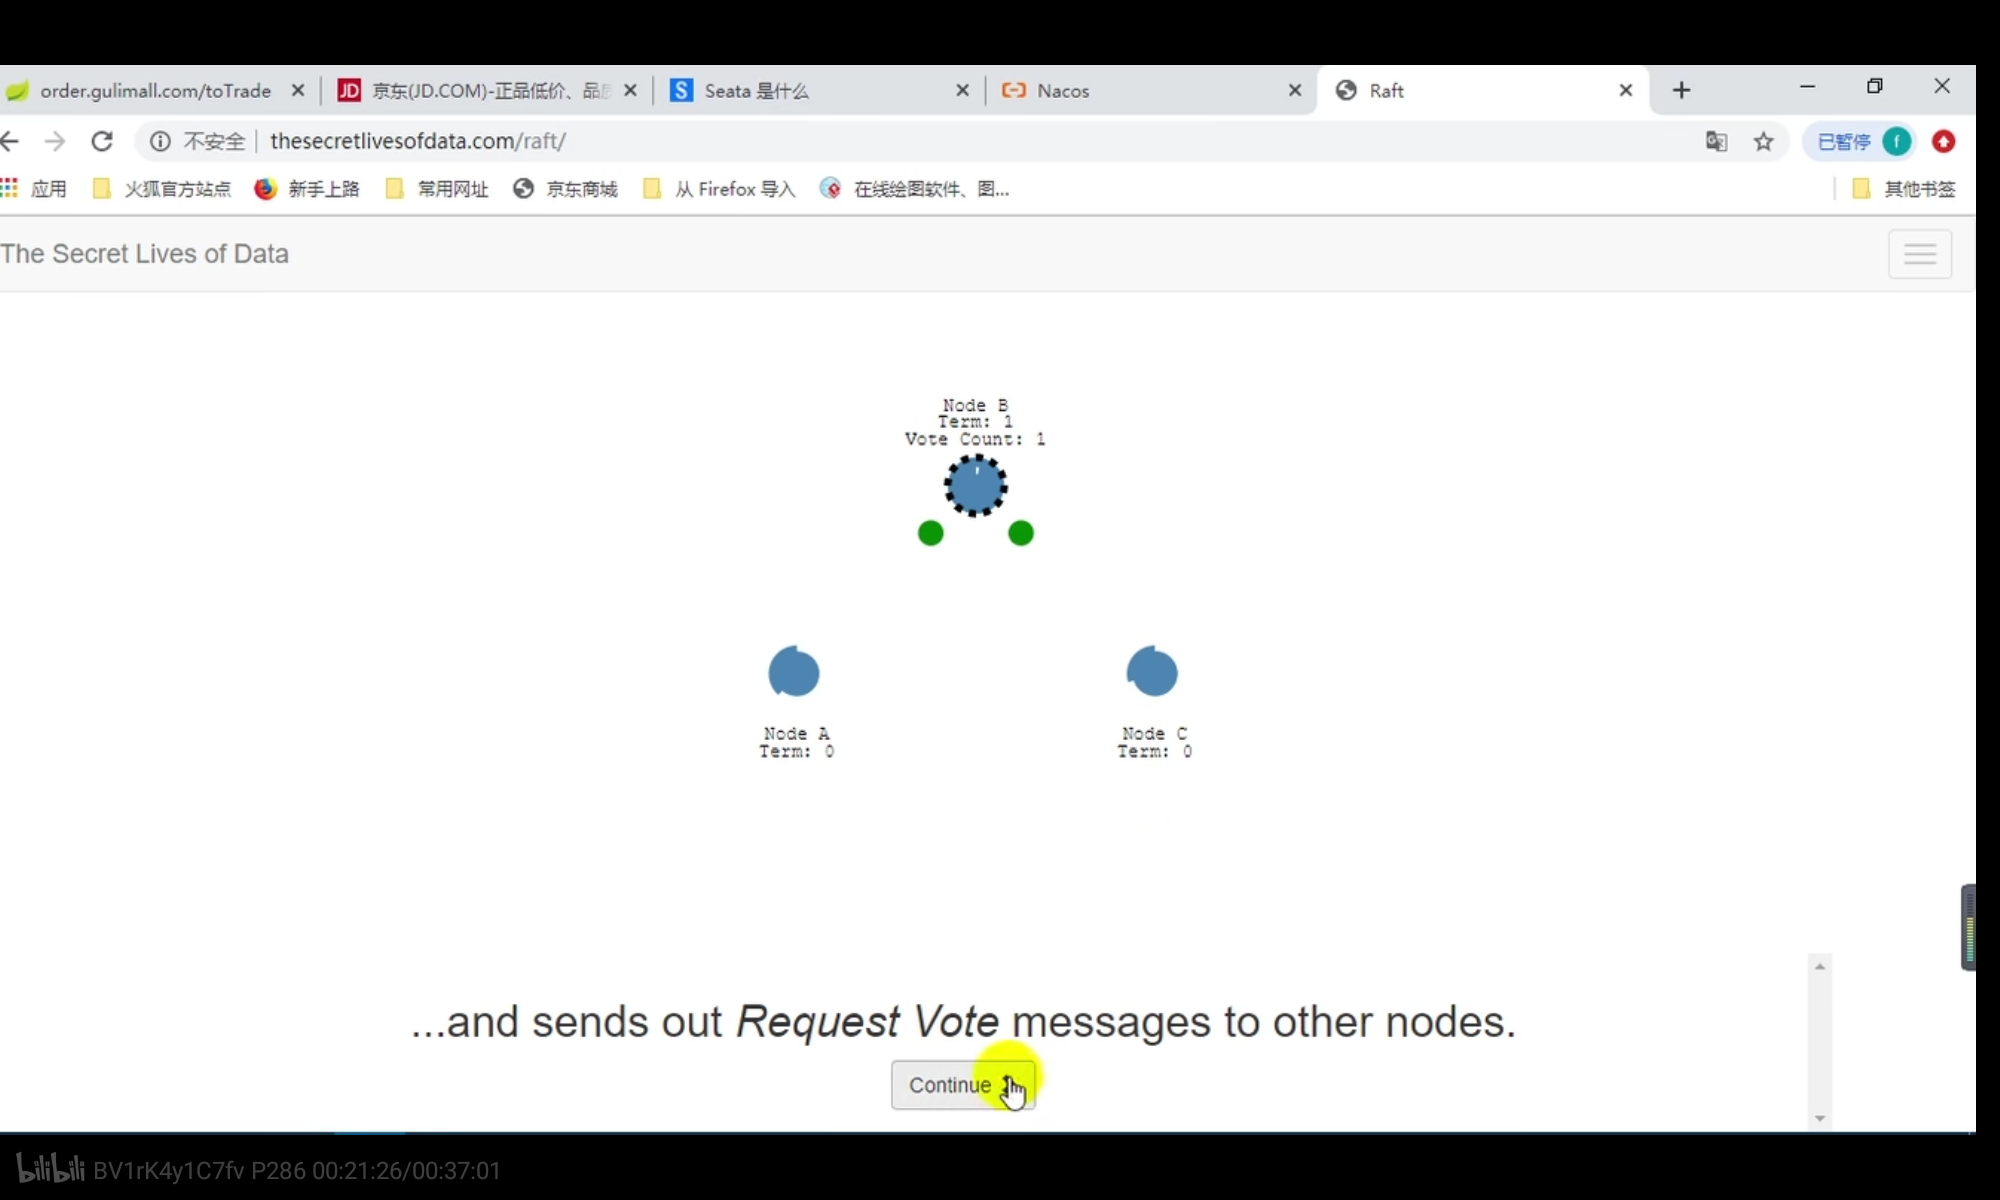 order.gulimall.com/toTrade
JD 京东(JD.COM)-正品低价、品
S Seata 是什么
Nacos
Raft
不安全 thesecretlivesofdata.com/raft/
已暂停 f
应用 火狐官方站点 新手上路 常用网址 京东商城 从 Firefox 导入 在线绘图软件、图... 其他书签
The Secret Lives of Data
Node B
Term: 1
Vote Count: 1
Node A
Term: 0
Node C
Term: 0
...and sends out Request Vote messages to other nodes.
Continue
bilibili BV1rK4y1C7fv P286 00:21:26/00:37:01